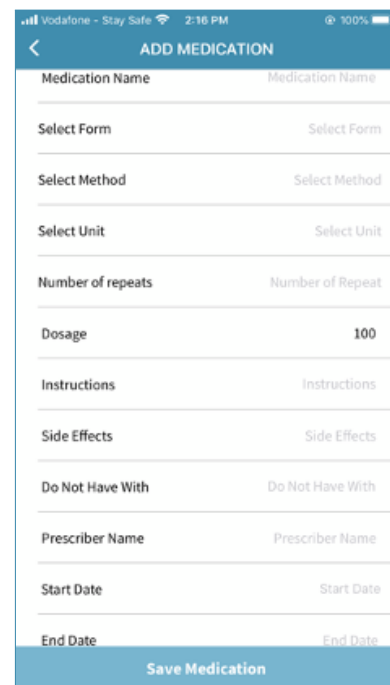 Vodafone - Stay Safe 2:16 PM 100%
ADD MEDICATION
Medication Name Medication Name
Select Form Select Form
Select Method Select Method
Select Unit Select Unit
Number of repeats Number of Repeat
Dosage 100
Instructions Instructions
Side Effects Side Effects
Do Not Have With Do Not Have With
Prescriber Name Prescriber Name
Start Date Start Date
End Date End Date
Save Medication